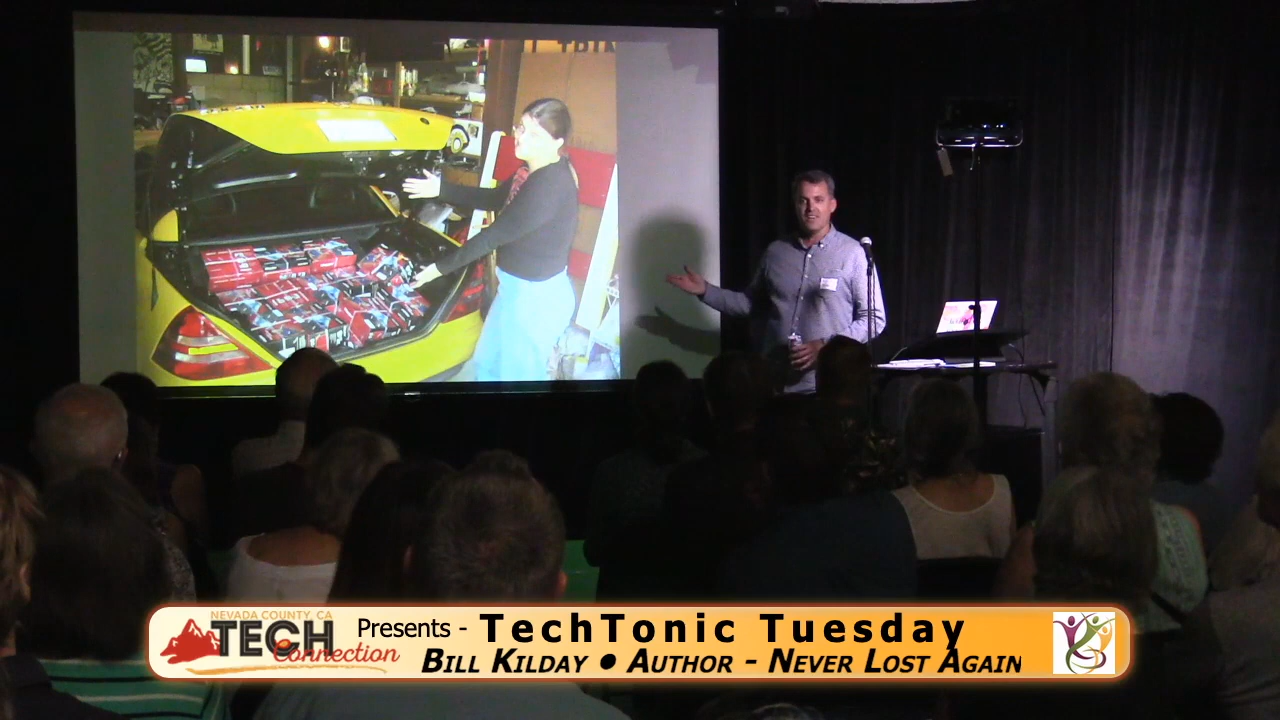 NEVADA COUNTY, CA
TECH
Connection
Presents - TechTonic Tuesday
Bill Kilday • Author - Never Lost Again